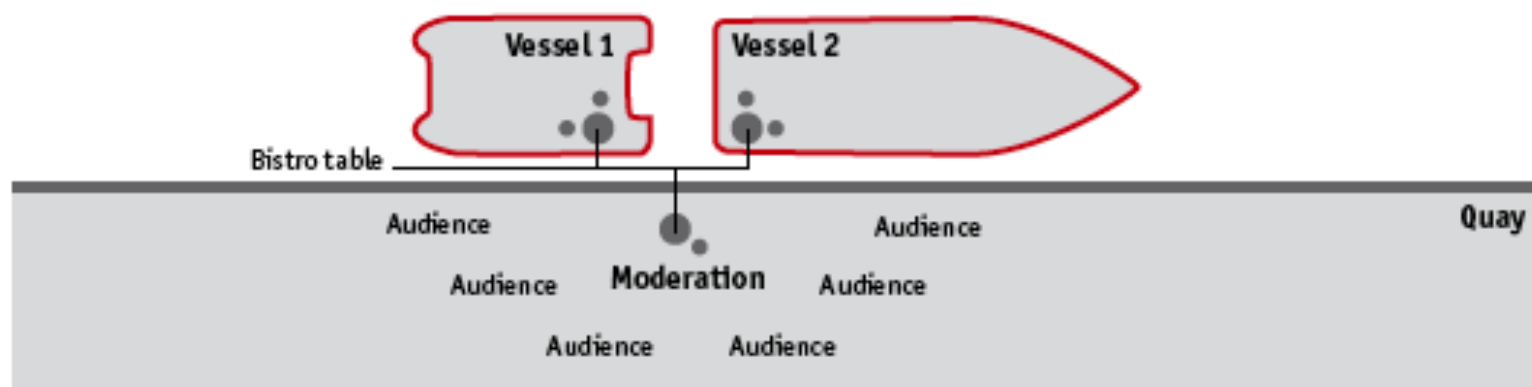 Vessel 1
Vessel 2
Bistro table
Quay
Audience
Audience
Audience
Moderation
Audience
Audience
Audience